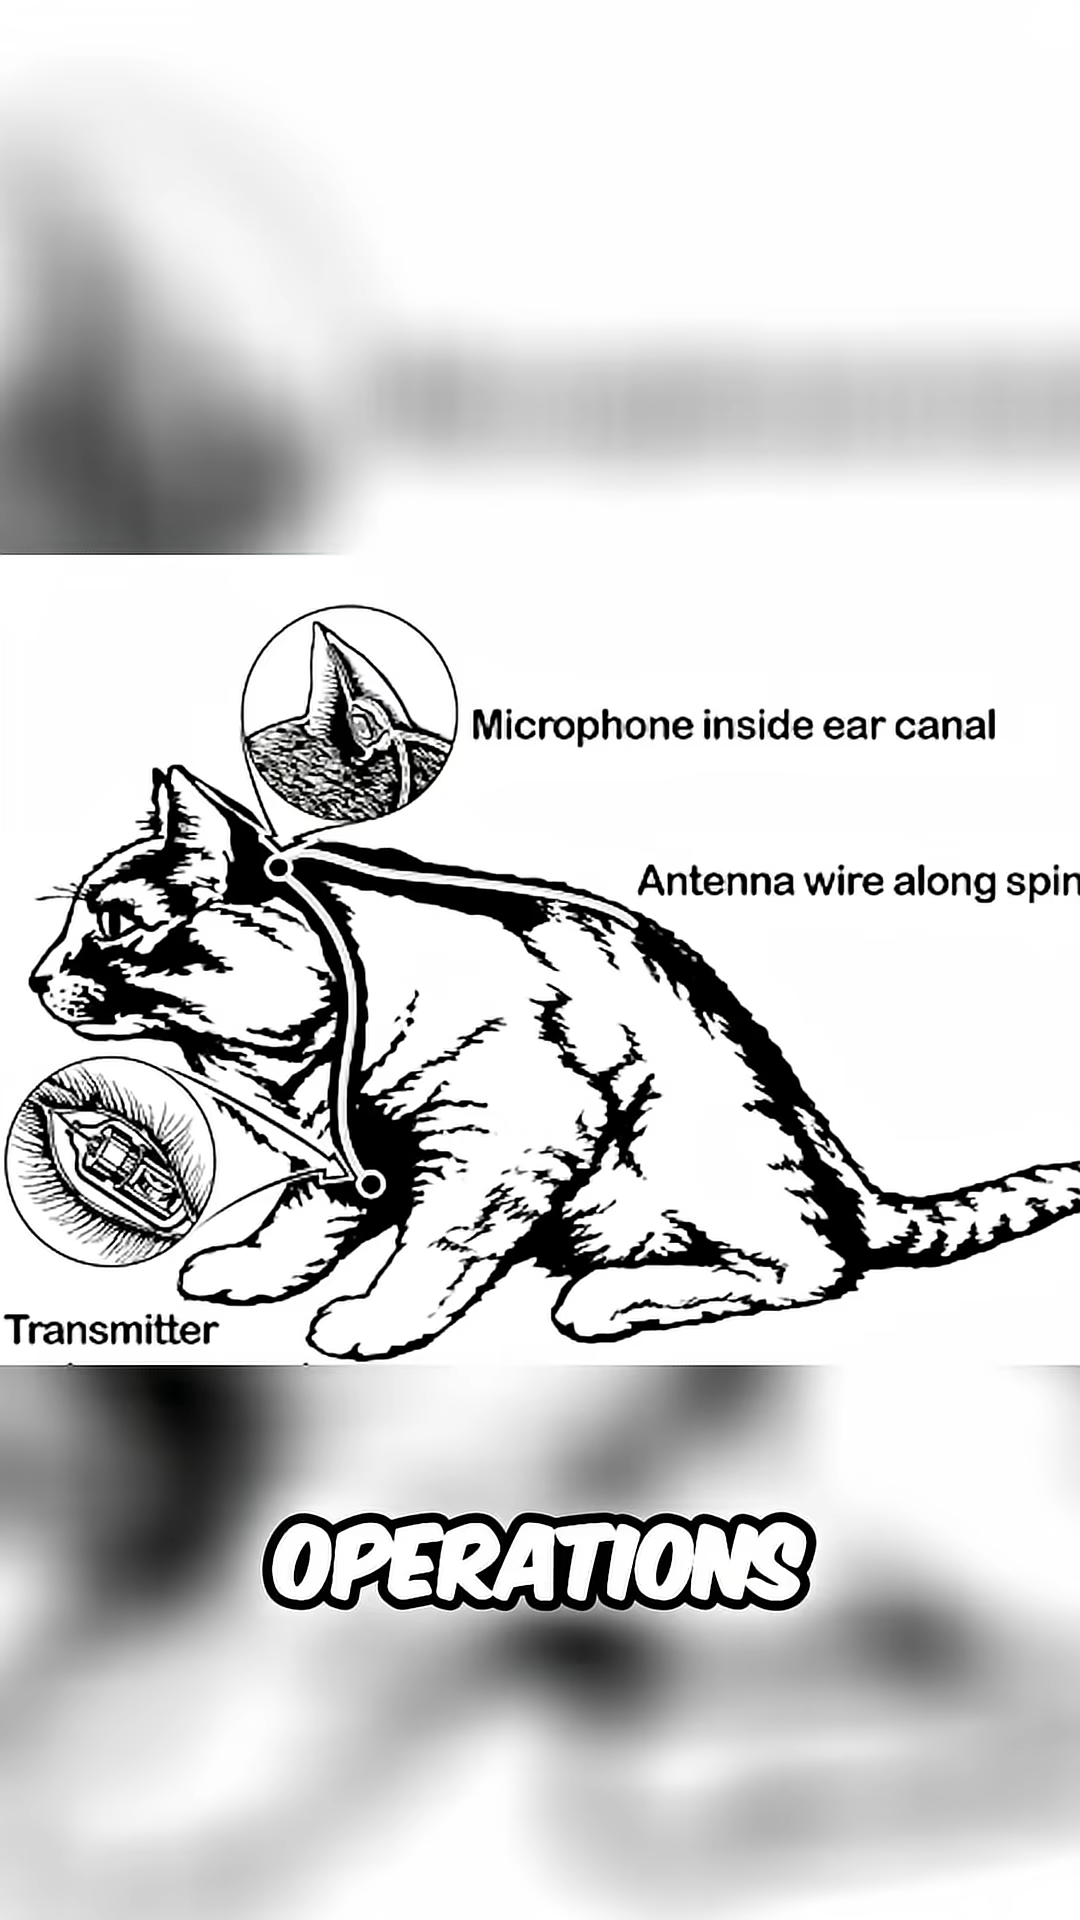 Microphone inside ear canal
Antenna wire along spin
Transmitter
OPERATIONS